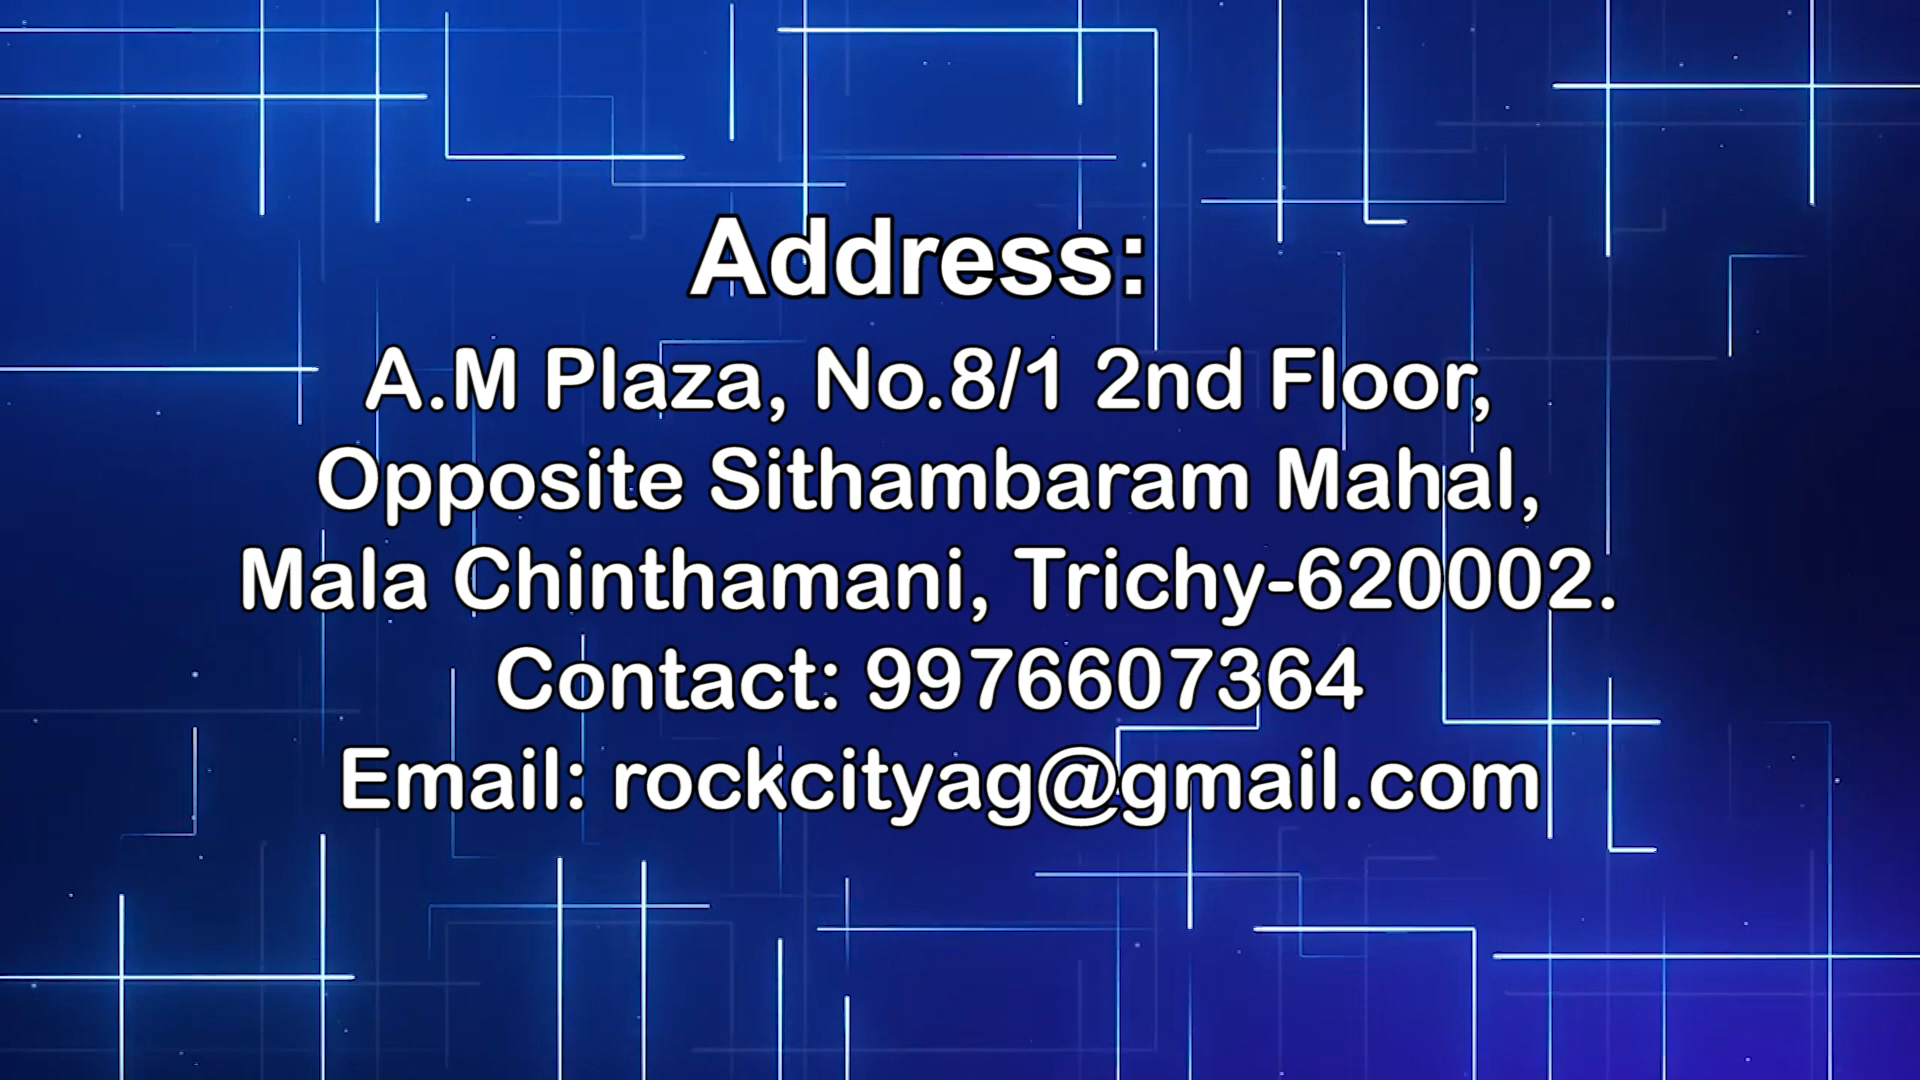 Address:
A.M Plaza, No.8/1 2nd Floor,
Opposite Sithambaram Mahal,
Mala Chinthamani, Trichy-620002.
Contact: 9976607364
Email: rockcityag@gmail.com